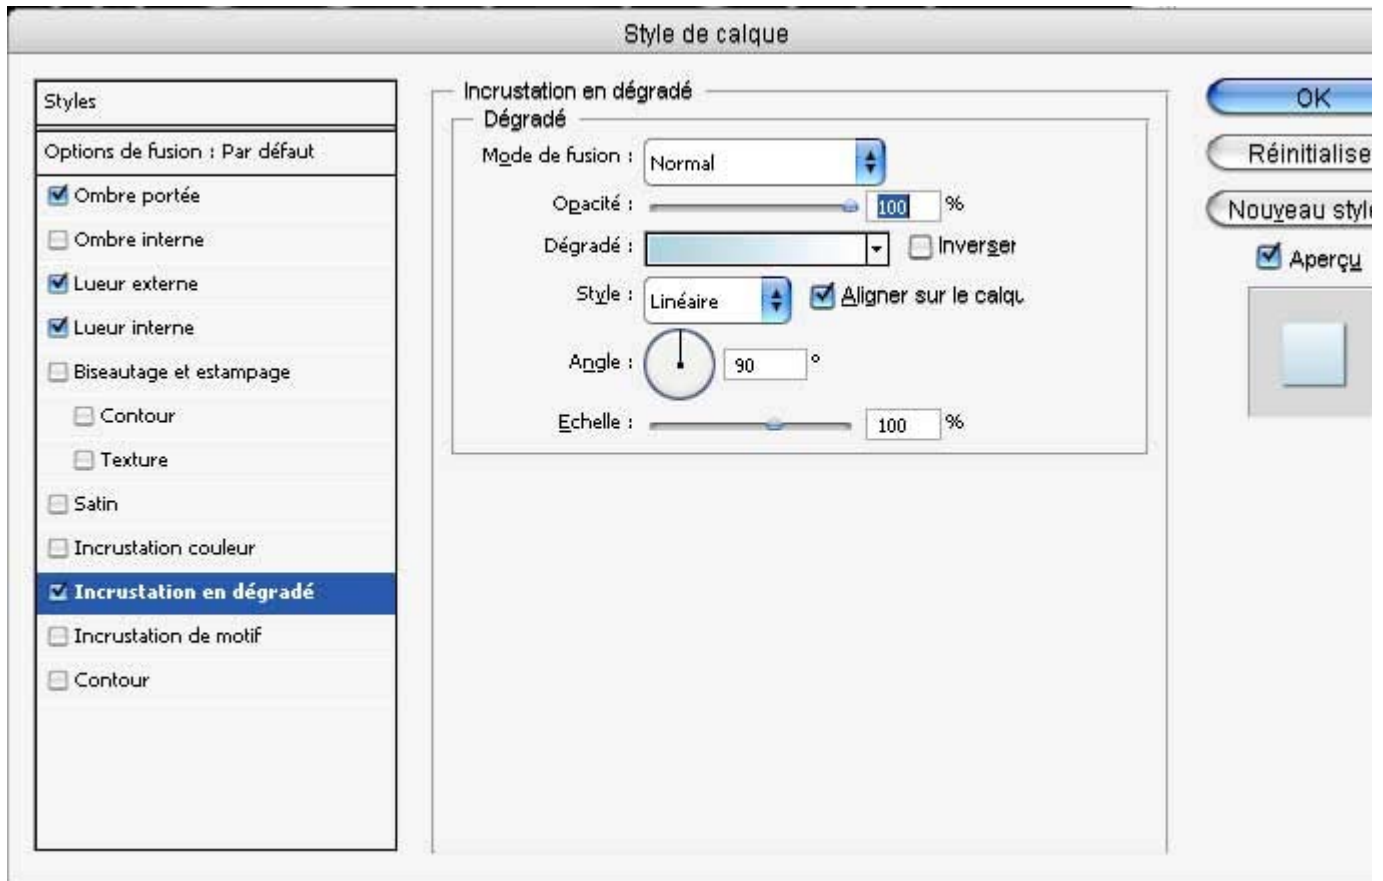 Style de calque
Styles
Options de fusion : Par défaut
Ombre portée
Ombre interne
Lueur externe
Lueur interne
Biseautage et estampage
Contour
Texture
Satin
Incrustation couleur
Incrustation en dégradé
Incrustation de motif
Contour
Incrustation en dégradé
Dégradé
Mode de fusion : Normal
Opacité : 100 %
Dégradé : Inverser
Style : Linéaire Aligner sur le calqu
Angle : 90 °
Echelle : 100 %
OK
Réinitialise
Nouveau style
Aperçu